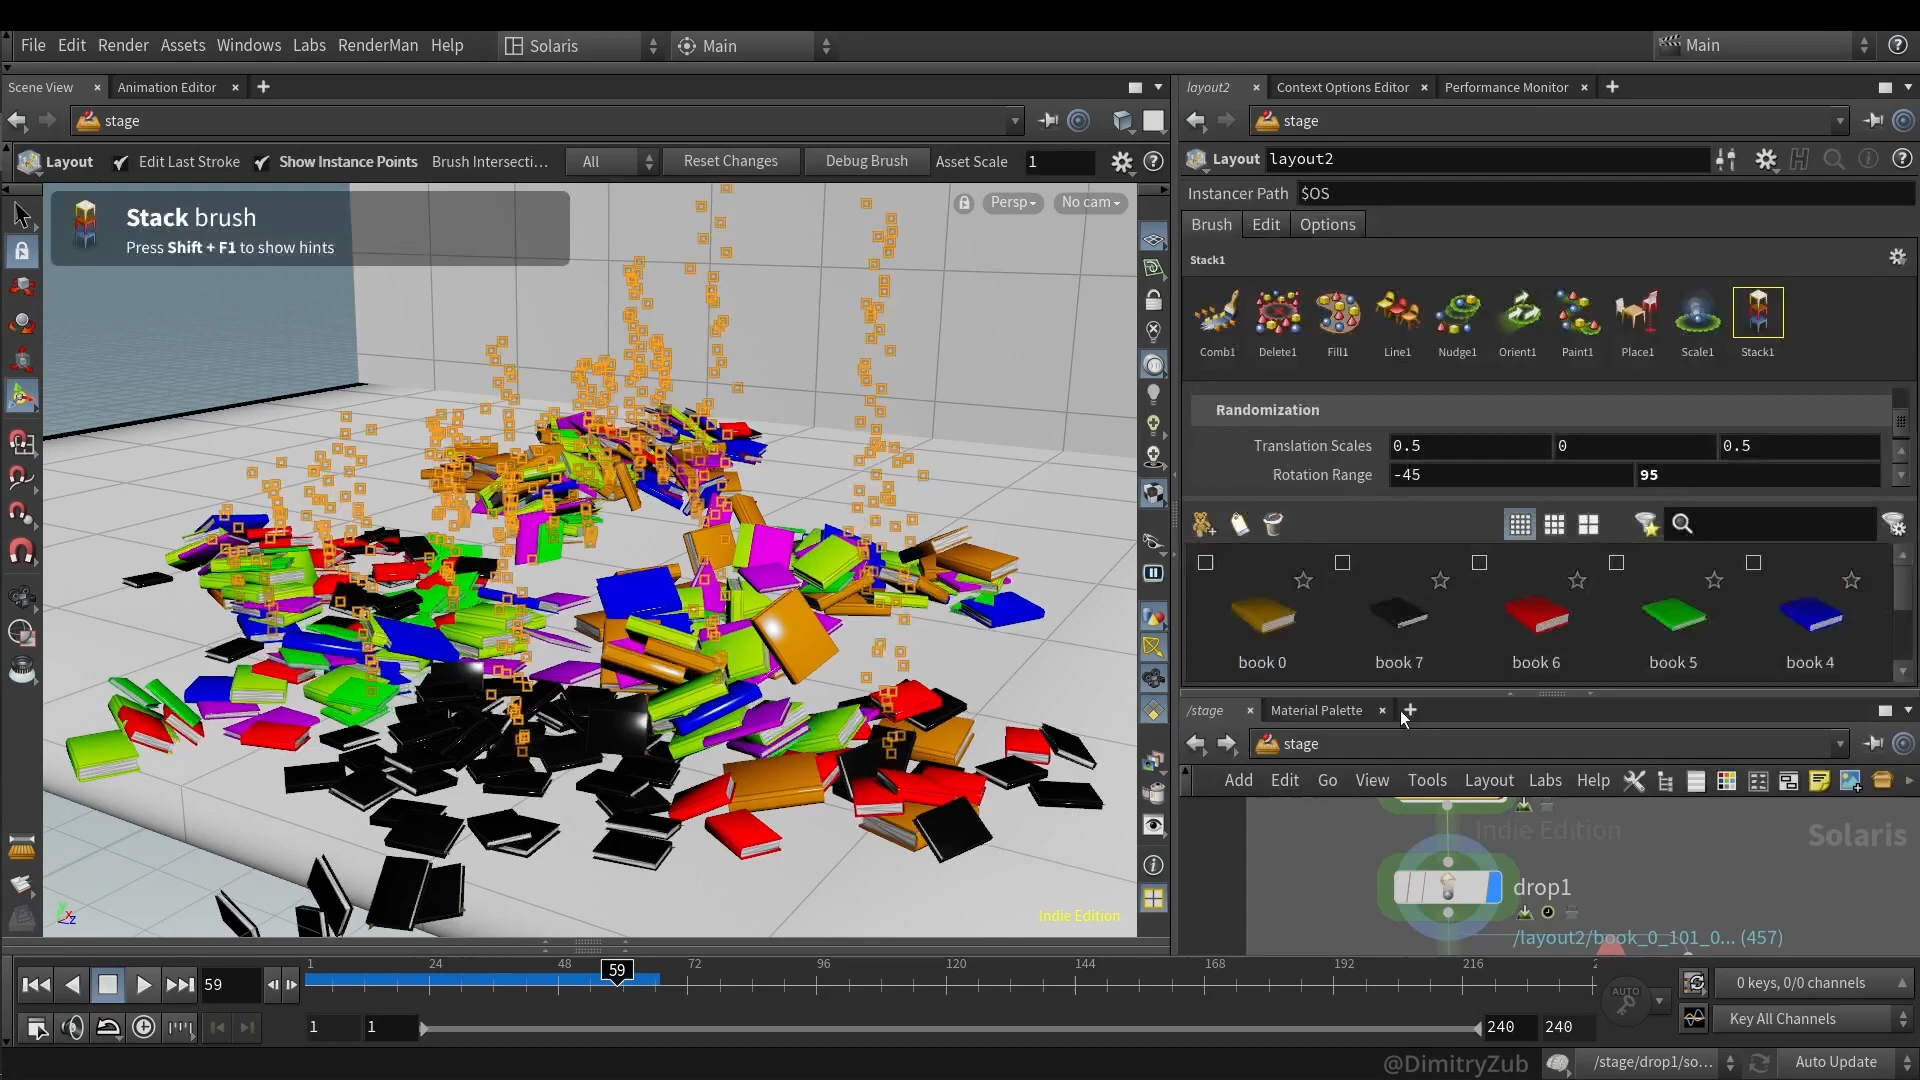 File Edit Render Assets Windows Labs RenderMan Help Solaris Main Main
Scene View Animation Editor
stage
Layout Edit Last Stroke Show Instance Points Brush Intersecti... All Reset Changes Debug Brush Asset Scale 1
Stack brush
Press Shift + F1 to show hints
Persp No cam
Indie Edition
layout2 Context Options Editor Performance Monitor
stage
Layout layout2
Instancer Path $OS
Brush Edit Options
Stack1
Comb1 Delete1 Fill1 Line1 Nudge1 Orient1 Paint1 Place1 Scale1 Stack1
Randomization
Translation Scales 0.5 0 0.5
Rotation Range -45 95
book 0 book 7 book 6 book 5 book 4
/stage Material Palette
stage
Add Edit Go View Tools Layout Labs Help
Indie Edition
Solaris
drop1
/layout2/book_0_101_0... (457)
1 24 48 59 72 96 120 144 168 192 216 2
59
AUTO
0 keys, 0/0 channels
1 1 240 240
Key All Channels
@DimitryZub /stage/drop1/so... Auto Update